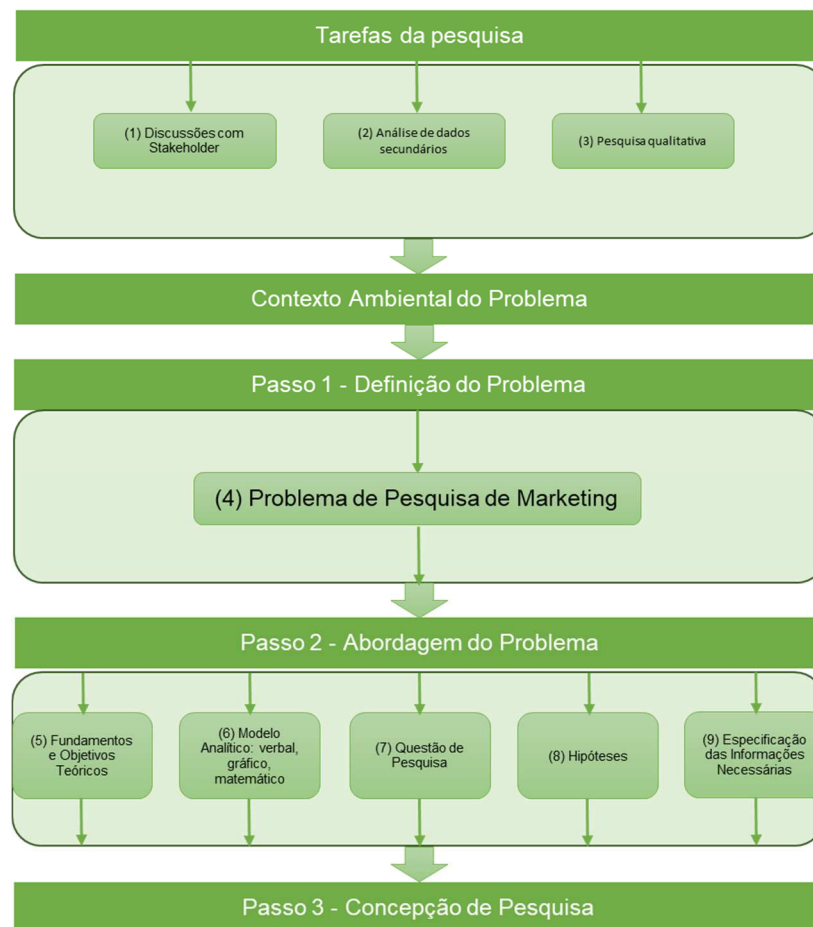 Tarefas da pesquisa
(1) Discussões com
Stakeholder
(2) Análise de dados
secundários
(3) Pesquisa qualitativa
Contexto Ambiental do Problema
Passo 1 - Definição do Problema
(4) Problema de Pesquisa de Marketing
Passo 2 - Abordagem do Problema
(5) Fundamentos
e Objetivos
Teóricos
(6) Modelo
Analítico: verbal,
gráfico,
matemático
(7) Questão de
Pesquisa
(8) Hipóteses
(9) Especificação
das Informações
Necessárias
Passo 3 - Concepção de Pesquisa